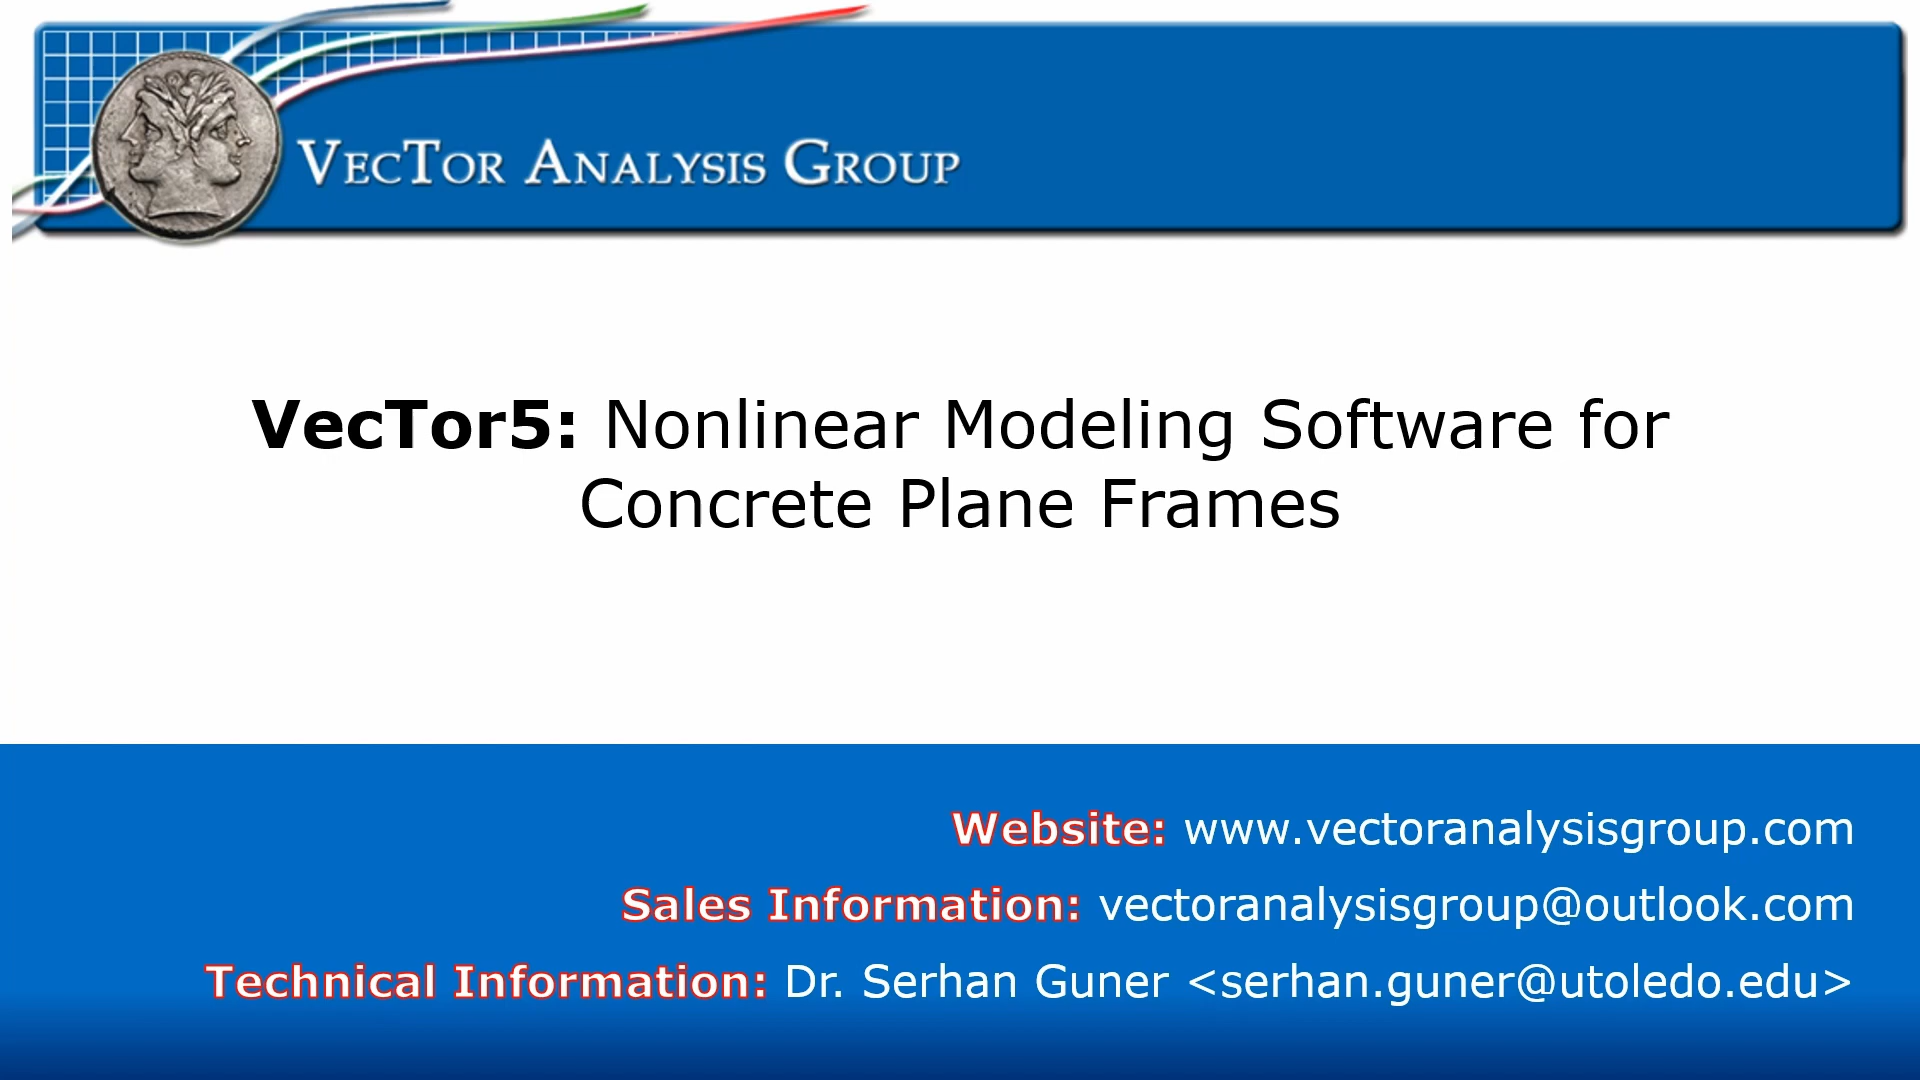 VecTor Analysis Group
VecTor5: Nonlinear Modeling Software for
Concrete Plane Frames
Website: www.vectoranalysisgroup.com
Sales Information: vectoranalysisgroup@outlook.com
Technical Information: Dr. Serhan Guner <serhan.guner@utoledo.edu>